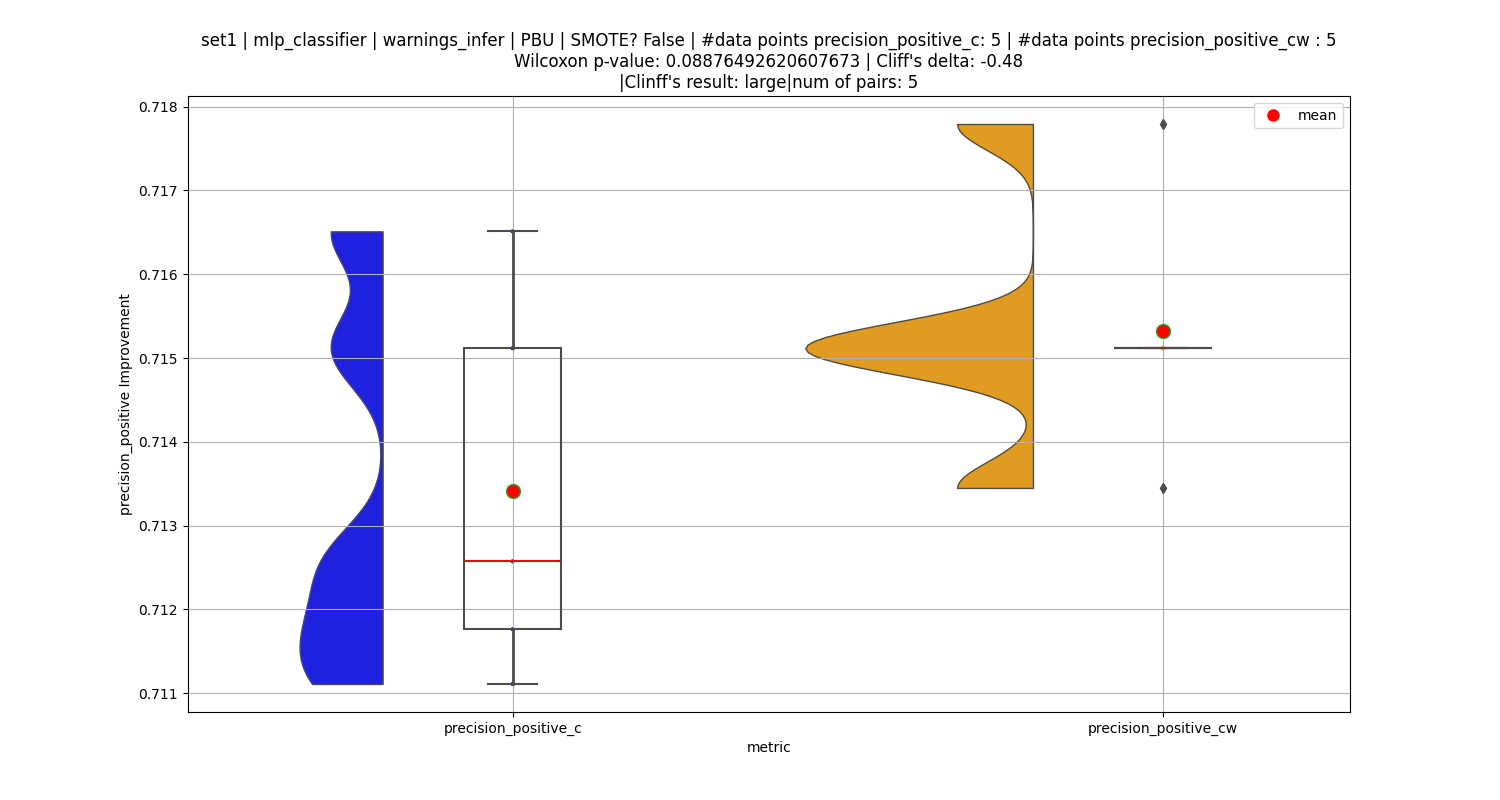 set1 | mlp_classifier | warnings_infer | PBU | SMOTE? False | #data points precision_positive_c: 5 | #data points precision_positive_cw : 5
Wilcoxon p-value: 0.08876492620607673 | Cliff's delta: -0.48
|Clinff's result: large|num of pairs: 5
mean
0.718
0.717
0.716
0.715
0.714
0.713
0.712
0.711
precision_positive Improvement
precision_positive_c
precision_positive_cw
metric